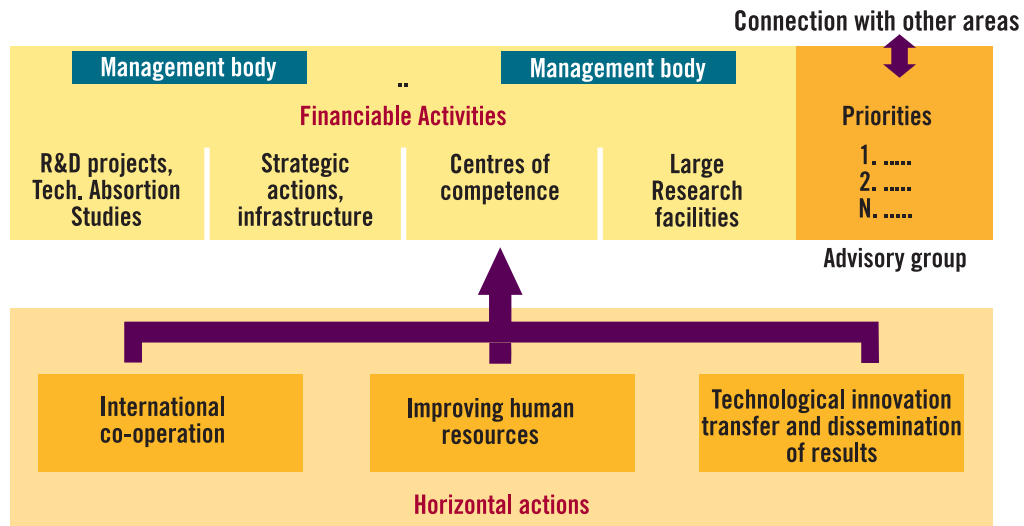 Connection with other areas
Management body
..
Management body
Financiable Activities
Priorities
R&D projects,
Tech. Absortion
Studies
Strategic
actions,
infrastructure
Centres of
competence
Large
Research
facilities
1. .....
2. .....
N. .....
Advisory group
International
co-operation
Improving human
resources
Technological innovation
transfer and dissemination
of results
Horizontal actions